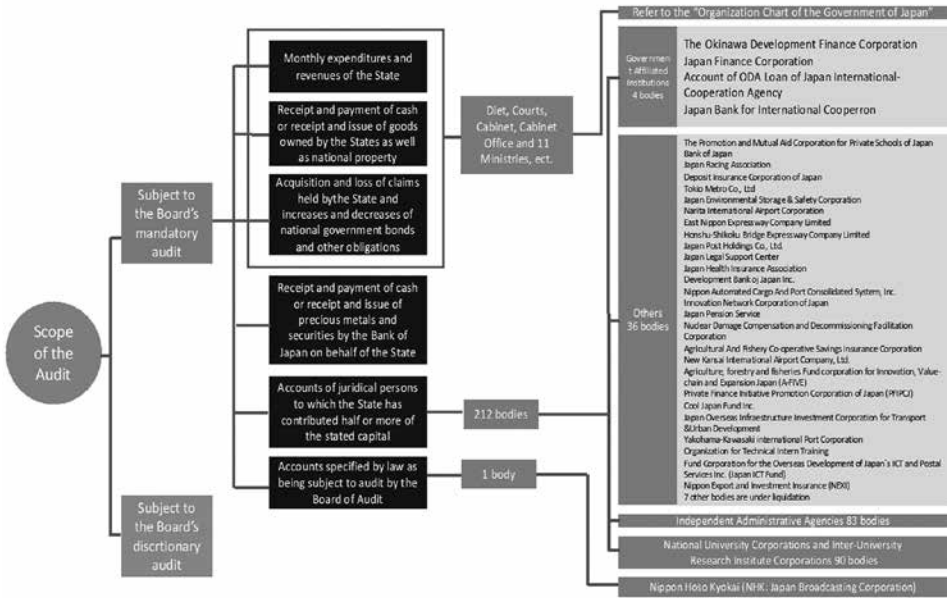 Scope
of the
Audit
Subject to
the Board's
mandatory
audit
Subject to
the Board's
discrtionary
audit
Monthly expenditures and
revenues of the State
Receipt and payment of cash
or receipt and issue of goods
owned by the States as well
as national property
Acquisition and loss of claims
held bythe State and
increases and decreases of
national government bonds
and other obligations
Receipt and payment of cash
or receipt and issue of
precious metals and
securities by the Bank of
Japan on behalf of the State
Accounts of juridical persons
to which the State has
contributed half or more of
the stated capital
Accounts specified by law as
being subject to audit by the
Board of Audit
Diet, Courts,
Cabinet, Cabinet
Office and 11
Ministries, ect.
212 bodies
1 body
Refer to the "Organization Chart of the Government of Japan"
Governmen
t Affiliated
Institutions
4 bodies
The Okinawa Development Finance Corporation
Japan Finance Corporation
Account of ODA Loan of Japan International-
Cooperation Agency
Japan Bank for International Cooperron
Others
36 bodies
The Promotion and Mutual Aid Corporation for Private Schools of Japan
Bank of Japan
Japan Racing Association
Deposit Insurance Corporation of Japan
Tokio Metro Co., Ltd
Japan Environmental Storage & Safety Corporation
Narita International Airport Corporation
East Nippon Expressway Company Limited
Honshu-Shikoku Bridge Expressway Company Limited
Japan Post Holdings Co., Ltd.
Japan Legal Support Center
Japan Health Insurance Association
Development Bank oj Japan Inc.
Nippon Automated Cargo And Port Consolidated System, Inc.
Innovation Network Corporation of Japan
Japan Pension Service
Nuclear Damage Compensation and Decommissioning Facilitation
Corporation
Agricultural And Fishery Co-operative Savings Insurance Corporation
New Kansai International Airport Company, Ltd.
Agriculture, forestry and fisheries Fund corporation for Innovation, Value-
chain and Expansion Japan (A-FIVE)
Private Finance Initiative Promotion Corporation of Japan (PFIPCJ)
Cool Japan Fund Inc.
Japan Overseas Infrastructure Investment Corporation for Transport
&Urban Development
Yakohama-Kawasaki international Port Corporation
Organization for Technical Intern Training
Fund Corporation for the Overseas Development of Japan's ICT and Postal
Services Inc. (Japan ICT Fund)
Nippon Export and Investment Insurance (NEXI)
7 other bodies are under liquidation
Independent Administrative Agencies 83 bodies
National University Corporations and Inter-University
Research Institute Corporations 90 bodies
Nippon Hoso Kyokai (NHK: Japan Broadcasting Corporation)